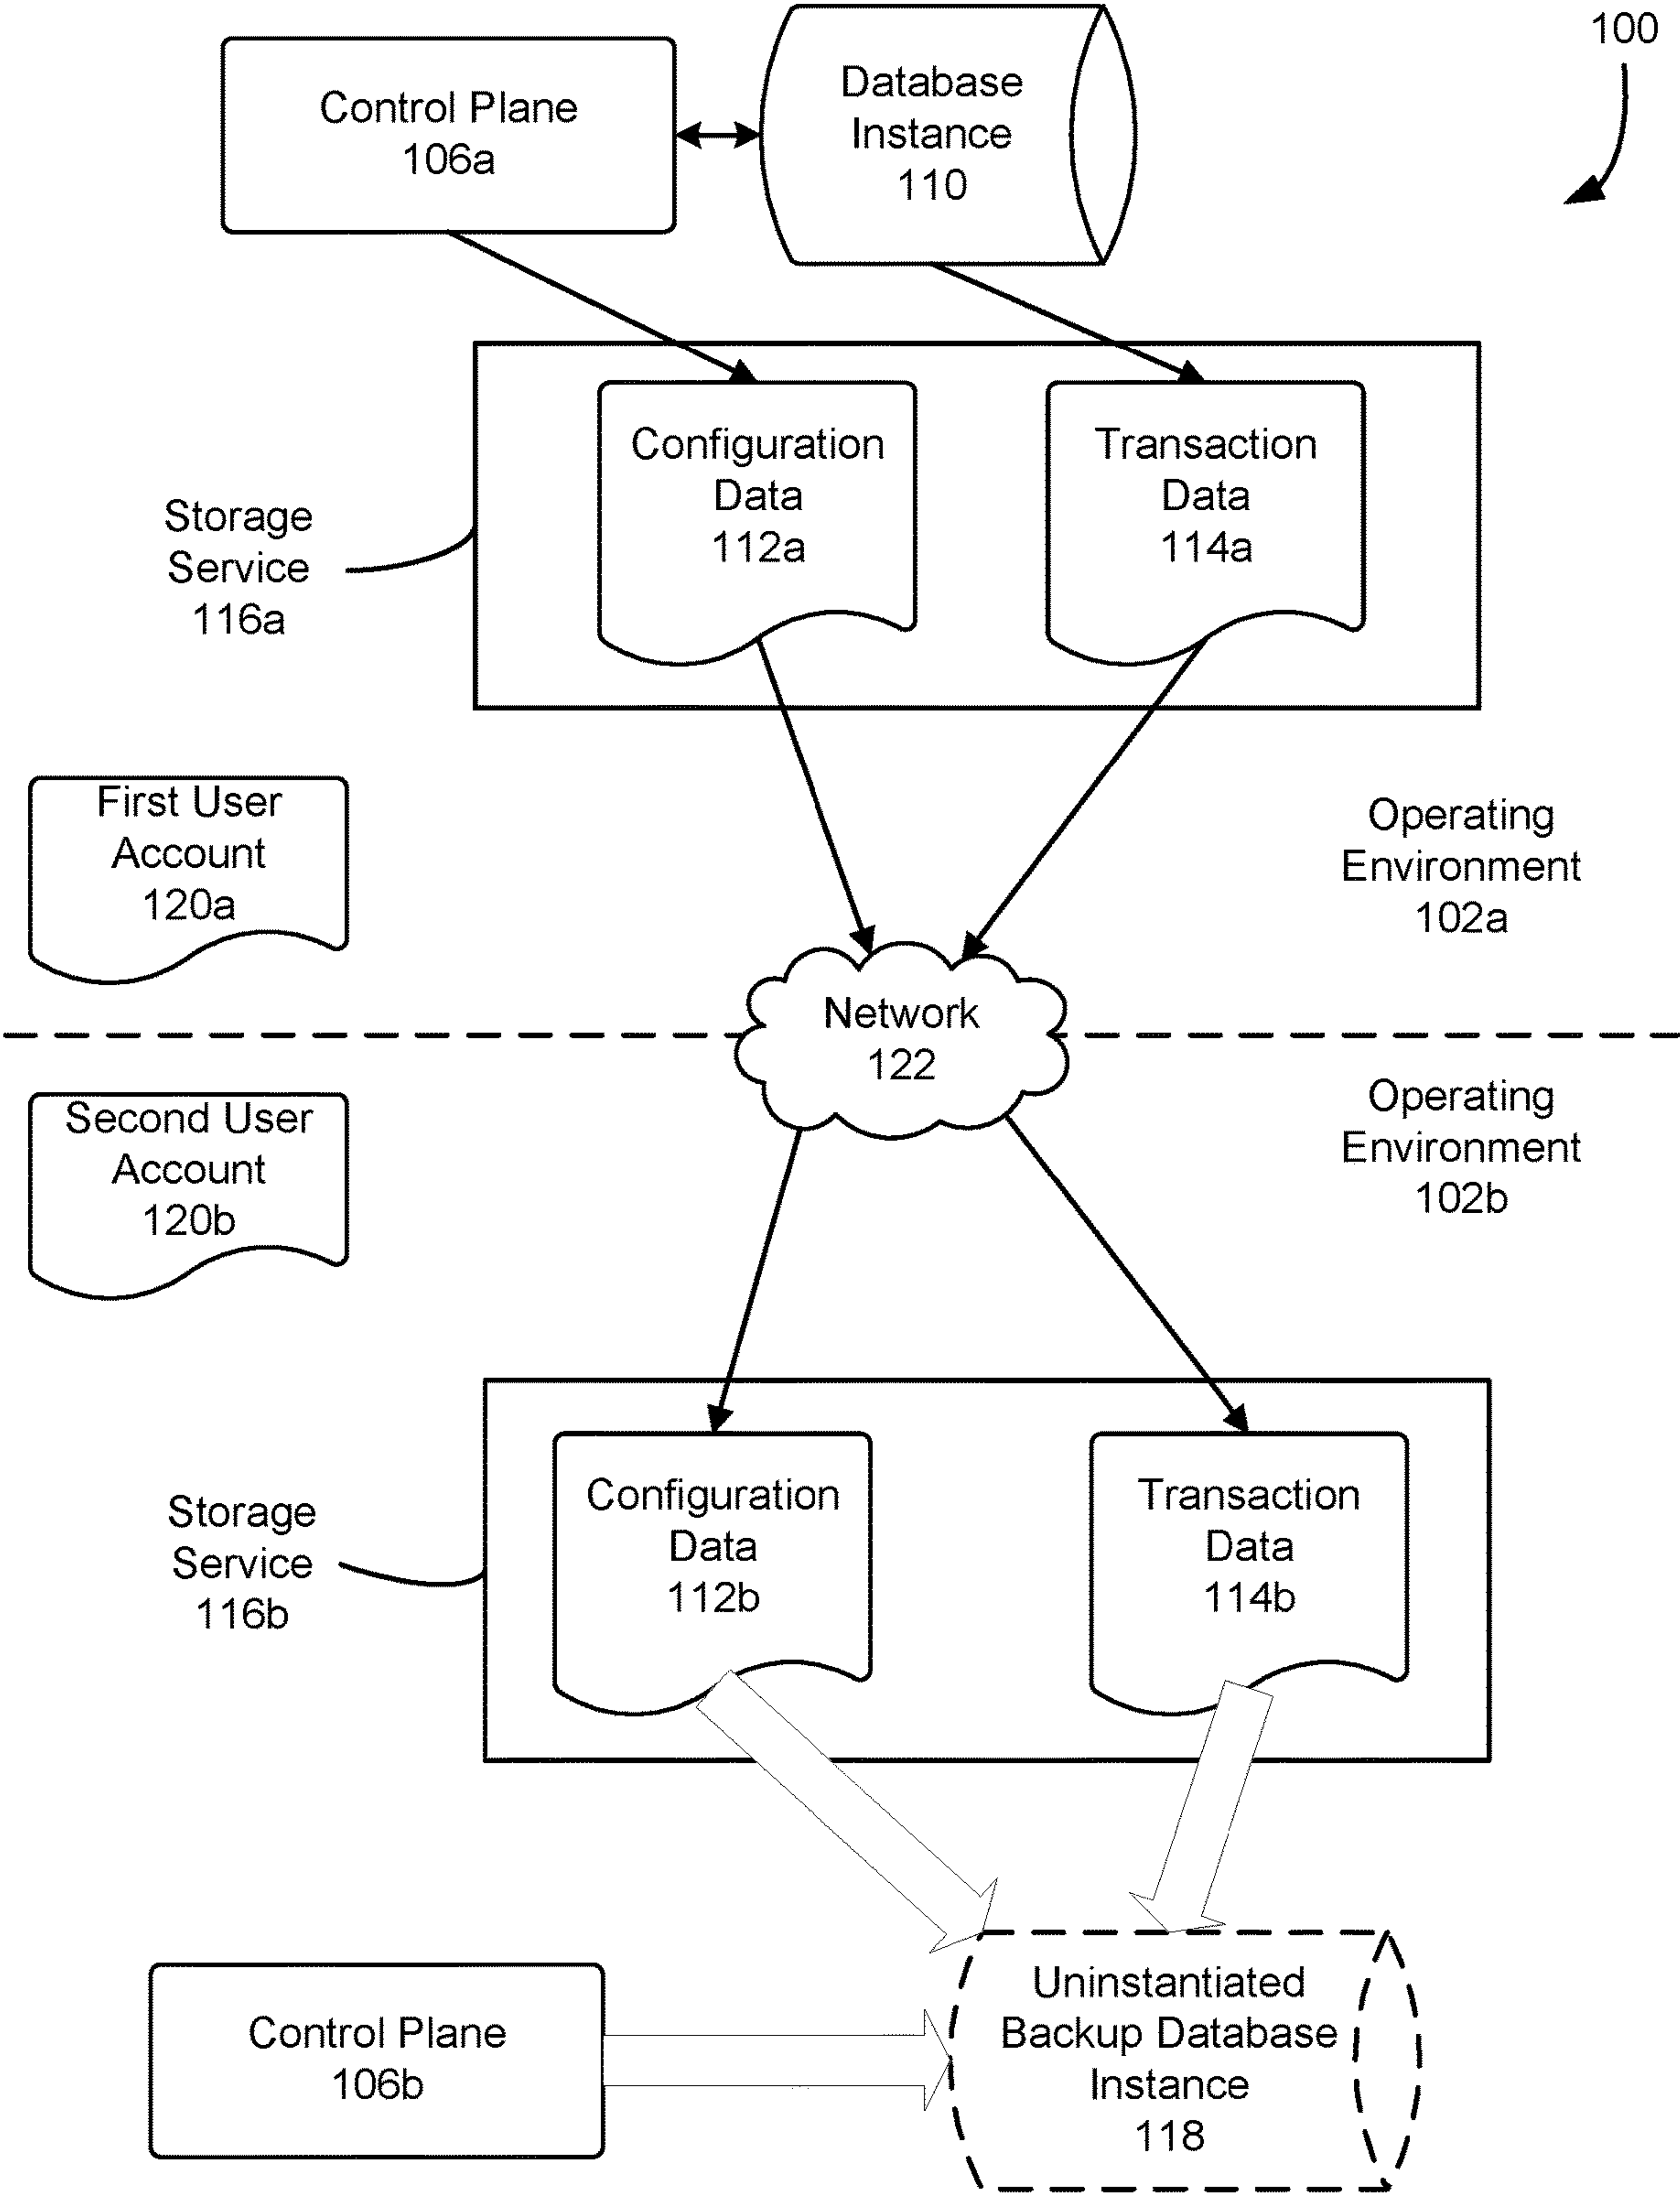 100
Control Plane
106a
Database
Instance
110
Configuration
Data
112a
Transaction
Data
114a
Storage
Service
116a
First User
Account
120a
Operating
Environment
102a
Network
122
Second User
Account
120b
Operating
Environment
102b
Configuration
Data
112b
Transaction
Data
114b
Storage
Service
116b
Control Plane
106b
Uninstantiated
Backup Database
Instance
118